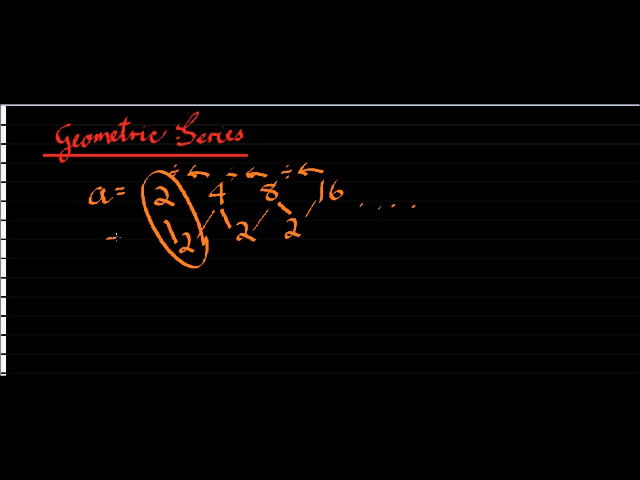 Geometric Series
÷ ← ÷ ← ÷ ←
a= 2 4 8 16 ....
2 2 2